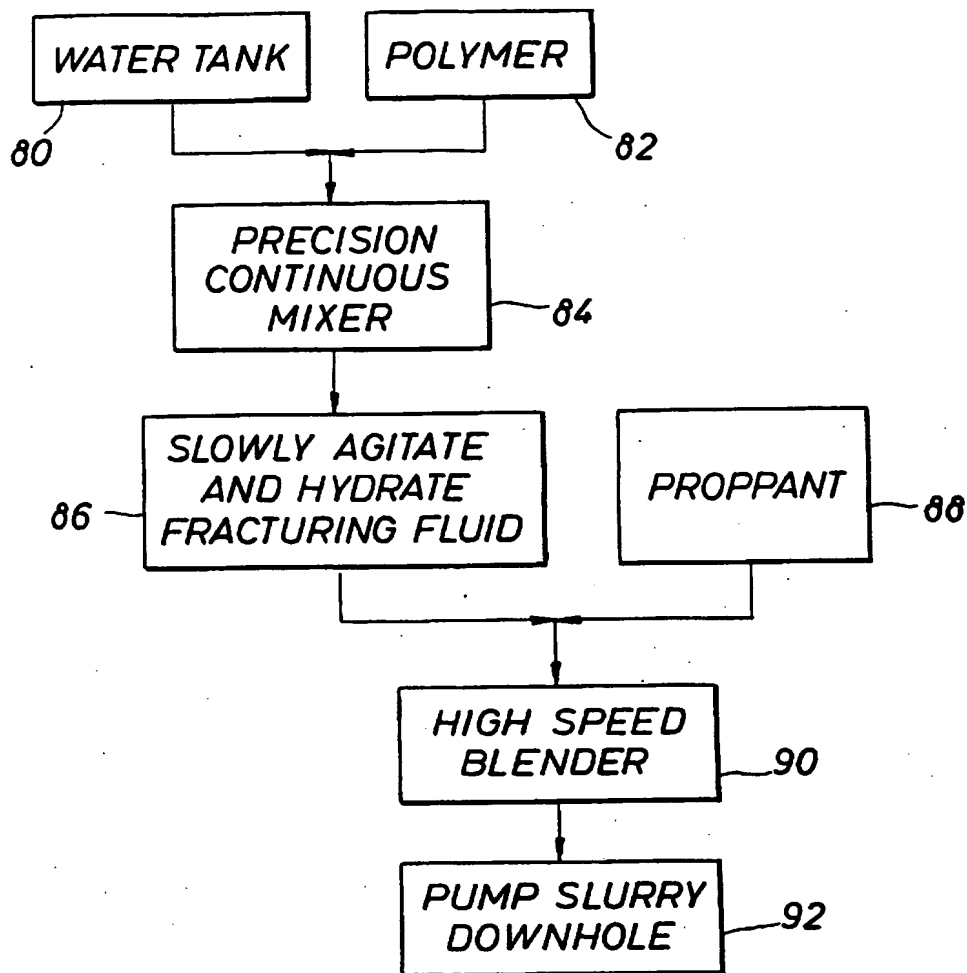 WATER TANK
POLYMER
80
82
PRECISION
CONTINUOUS
MIXER
84
SLOWLY AGITATE
AND HYDRATE
FRACTURING FLUID
86
PROPPANT
88
HIGH SPEED
BLENDER
90
PUMP SLURRY
DOWNHOLE
92